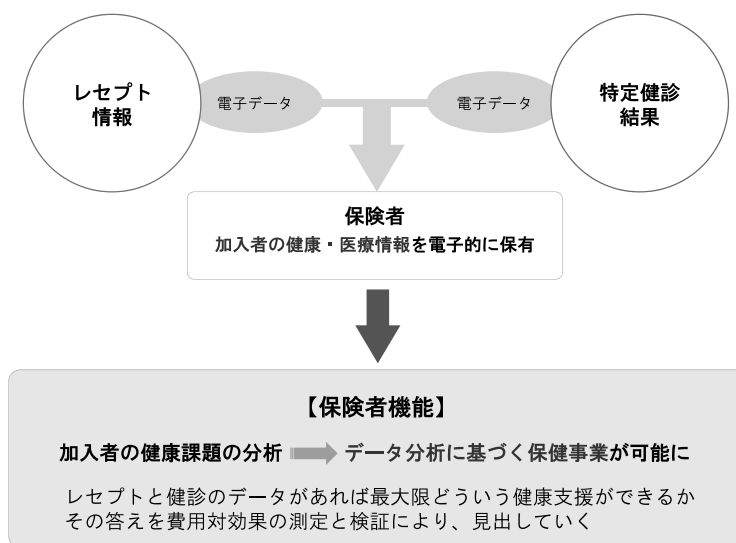 レセプト
情報
電子データ
電子データ
特定健診
結果
保険者
加入者の健康・医療情報を電子的に保有
【保険者機能】
加入者の健康課題の分析 データ分析に基づく保健事業が可能に
レセプトと健診のデータがあれば最大限どういう健康支援ができるか
その答えを費用対効果の測定と検証により、見出していく